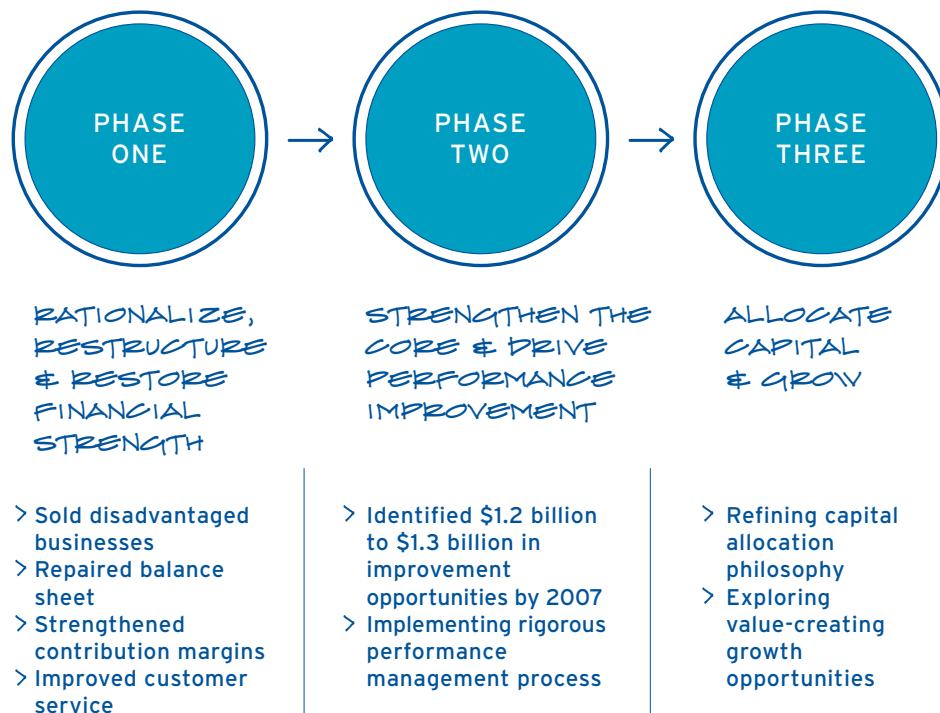 PHASE
ONE
PHASE
TWO
PHASE
THREE
RATIONALIZE,
RESTRUCTURE
& RESTORE
FINANCIAL
STRENGTH
STRENGTHEN THE
CORE & DRIVE
PERFORMANCE
IMPROVEMENT
ALLOCATE
CAPITAL
& GROW
> Sold disadvantaged
businesses
> Repaired balance
sheet
> Strengthened
contribution margins
> Improved customer
service
> Identified $1.2 billion
to $1.3 billion in
improvement
opportunities by 2007
> Implementing rigorous
performance
management process
> Refining capital
allocation
philosophy
> Exploring
value-creating
growth
opportunities